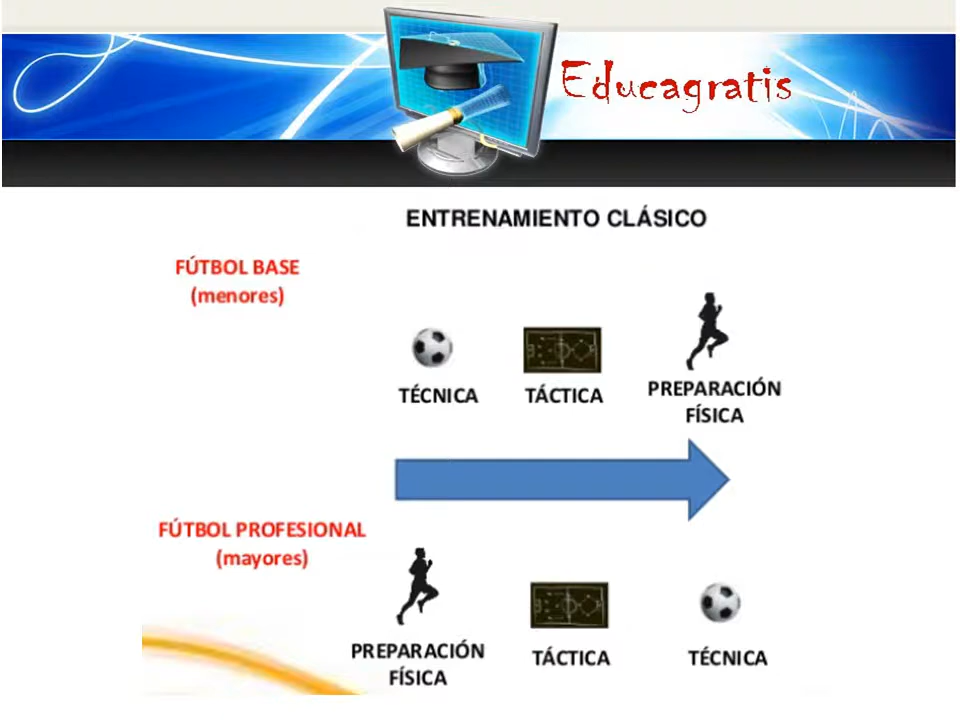 Educagratis
ENTRENAMIENTO CLÁSICO
FÚTBOL BASE
(menores)
TÉCNICA
TÁCTICA
PREPARACIÓN
FÍSICA
FÚTBOL PROFESIONAL
(mayores)
PREPARACIÓN
FÍSICA
TÁCTICA
TÉCNICA